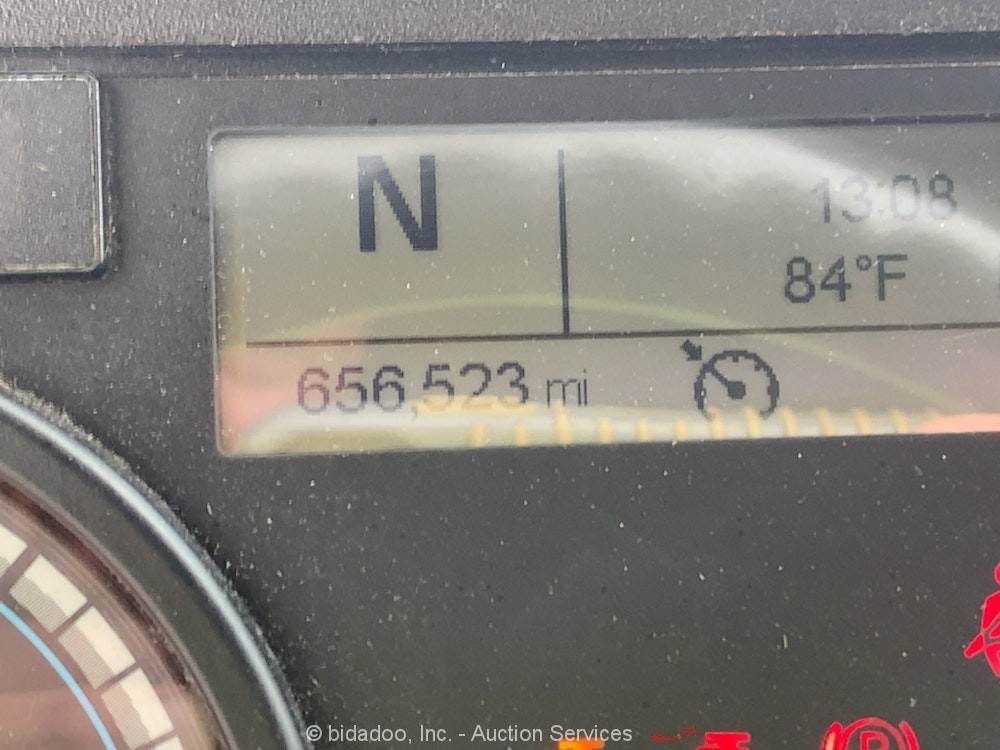 N
13:08
84°F
656,523 mi
P
© bidadoo, Inc. - Auction Services